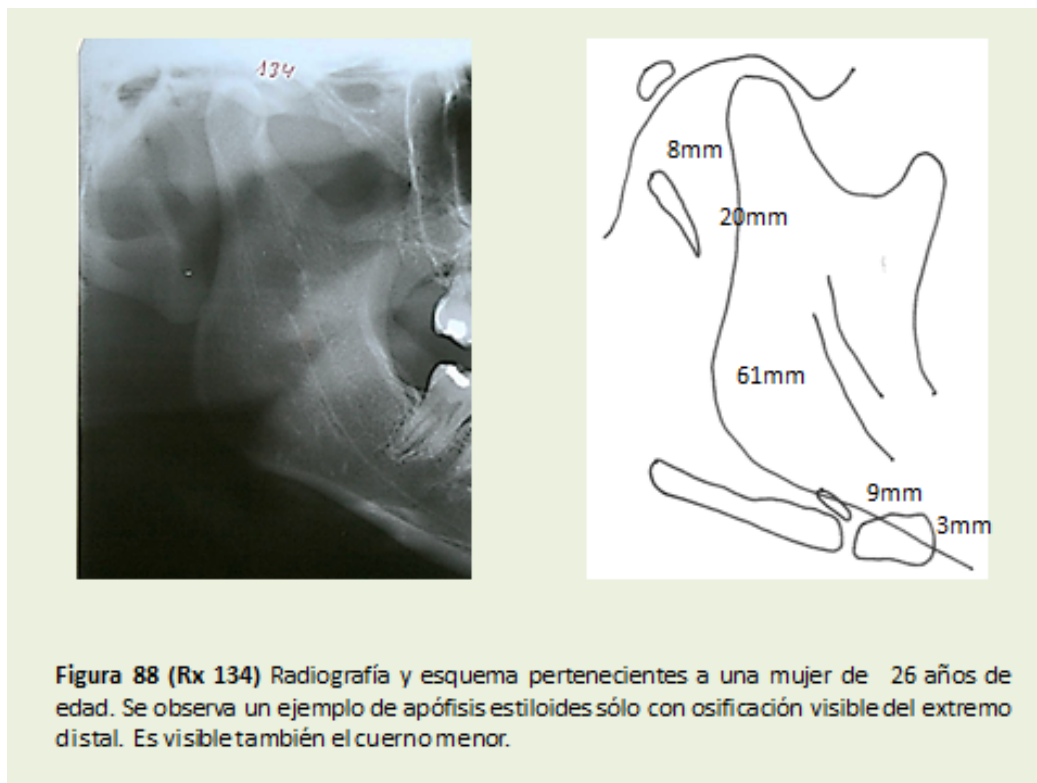 134
8mm
20mm
61mm
9mm
3mm
Figura 88 (Rx 134) Radiografía y esquema pertenecientes a una mujer de 26 años de
edad. Se observa un ejemplo de apófisis estiloides sólo con osificación visible del extremo
distal. Es visible también el cuerno menor.